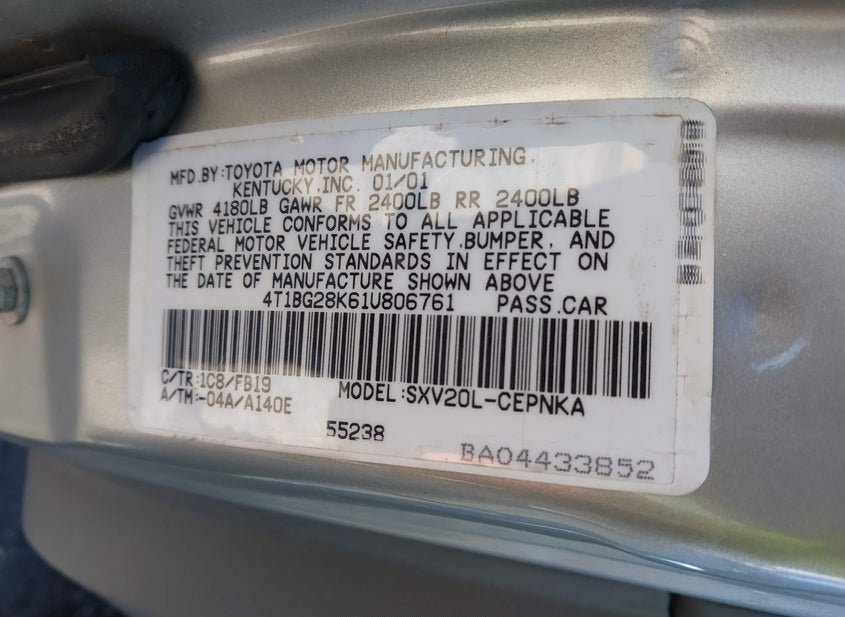 MFD.BY:TOYOTA MOTOR MANUFACTURING,
KENTUCKY,INC. 01/01
GVWR 4180LB GAWR FR 2400LB RR 2400LB
THIS VEHICLE CONFORMS TO ALL APPLICABLE
FEDERAL MOTOR VEHICLE SAFETY,BUMPER, AND
THEFT PREVENTION STANDARDS IN EFFECT ON
THE DATE OF MANUFACTURE SHOWN ABOVE
4T1BG28K61U806761 PASS.CAR
C/TR:1C8/FB19 MODEL:SXV20L-CEPNKA
A/TM:-04A/A140E
55238
BA04433852